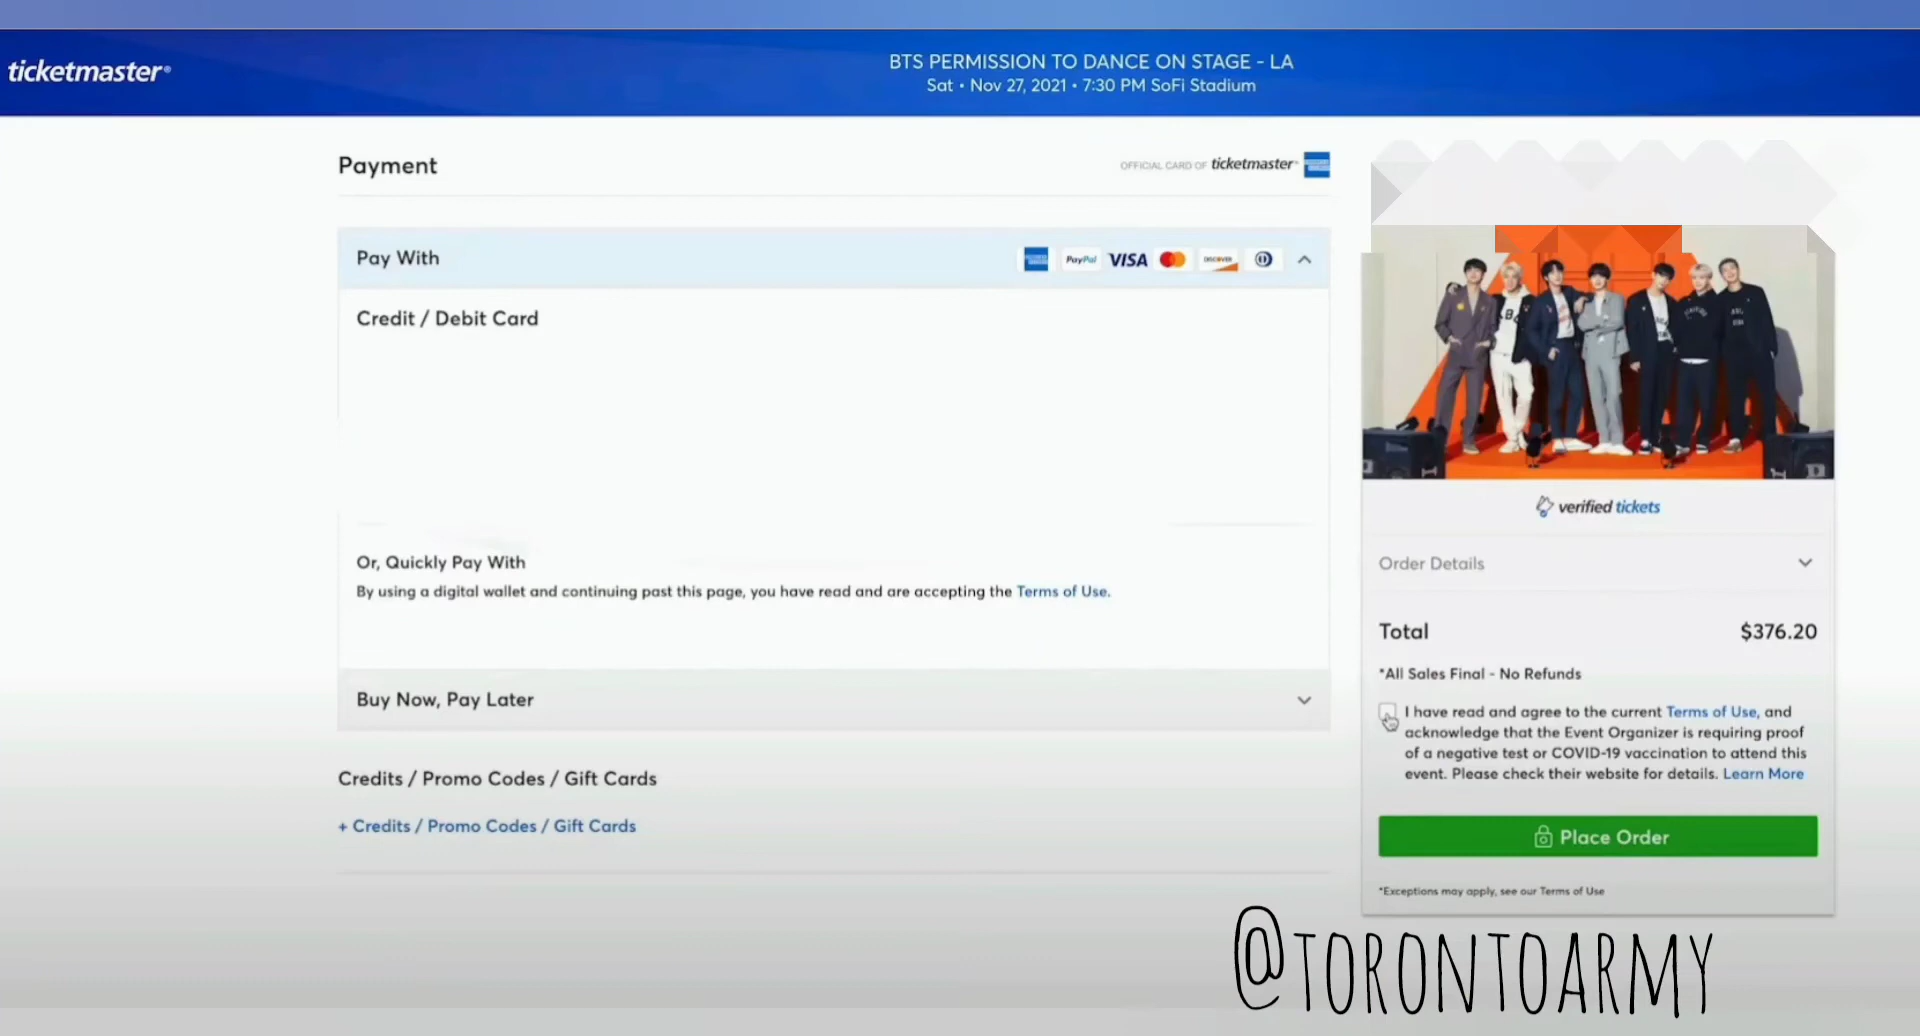 ticketmaster®
BTS PERMISSION TO DANCE ON STAGE - LA
Sat • Nov 27, 2021 • 7:30 PM SoFi Stadium
Payment
OFFICIAL CARD OF ticketmaster
Pay With
PayPal VISA DISCOVER
Credit / Debit Card
Or, Quickly Pay With
By using a digital wallet and continuing past this page, you have read and are accepting the Terms of Use.
Buy Now, Pay Later
Credits / Promo Codes / Gift Cards
+ Credits / Promo Codes / Gift Cards
verified tickets
Order Details
Total $376.20
*All Sales Final - No Refunds
I have read and agree to the current Terms of Use, and
acknowledge that the Event Organizer is requiring proof
of a negative test or COVID-19 vaccination to attend this
event. Please check their website for details. Learn More
Place Order
*Exceptions may apply, see our Terms of Use
@TORONTOARMY